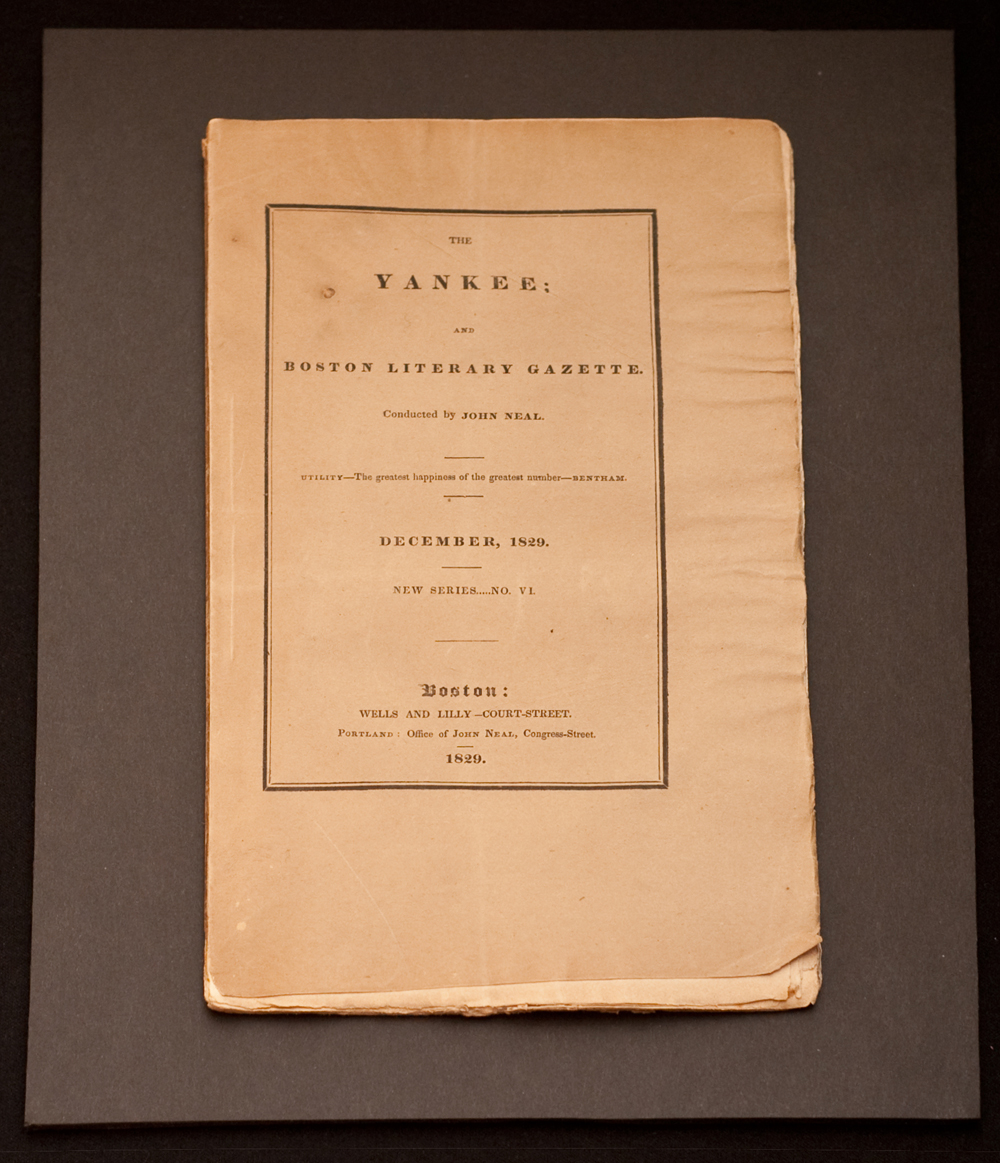 THE
YANKEE;
AND
BOSTON LITERARY GAZETTE.
Conducted by JOHN NEAL.
UTILITY—The greatest happiness of the greatest number—BENTHAM.
DECEMBER, 1829.
NEW SERIES.....NO. VI.
Boston:
WELLS AND LILLY—COURT-STREET.
PORTLAND: Office of JOHN NEAL, Congress-Street.
1829.